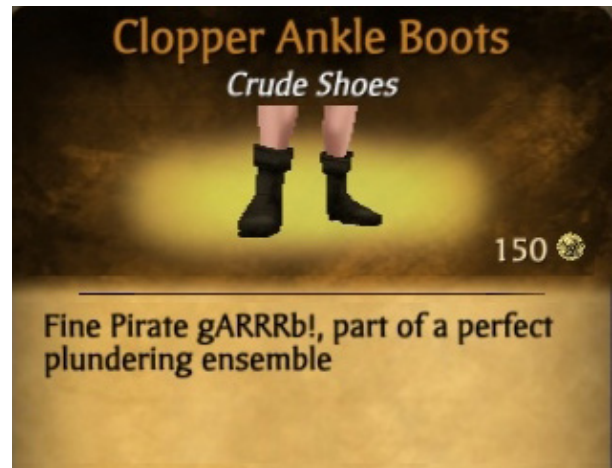 Clopper Ankle Boots
Crude Shoes
150
Fine Pirate gARRRb!, part of a perfect
plundering ensemble